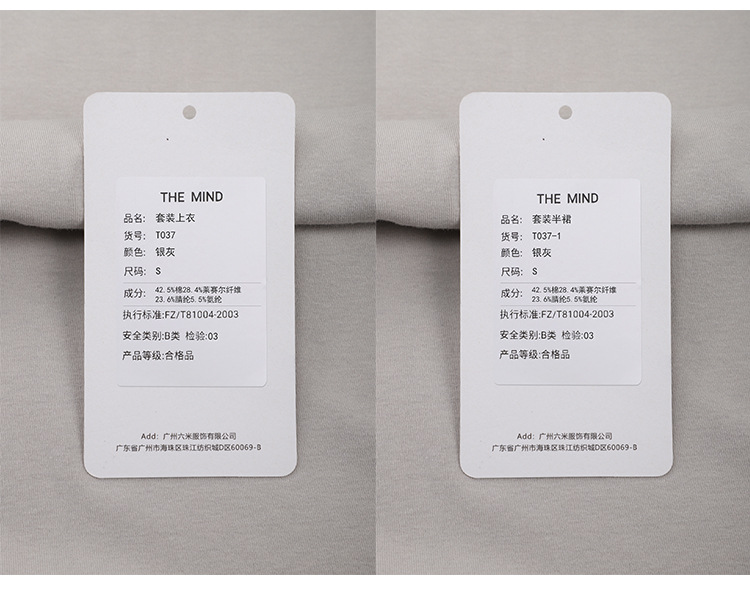 THE MIND
品名: 套装上衣
货号: T037
颜色: 银灰
尺码: S
成分: 42.5%棉28.4%莱赛尔纤维
23.6%腈纶5.5%氨纶
执行标准:FZ/T81004-2003
安全类别:B类 检验:03
产品等级:合格品
Add: 广州六米服饰有限公司
广东省广州市海珠区珠江纺织城D区60069-B
THE MIND
品名: 套装半裙
货号: T037-1
颜色: 银灰
尺码: S
成分: 42.5%棉28.4%莱赛尔纤维
23.6%腈纶5.5%氨纶
执行标准:FZ/T81004-2003
安全类别:B类 检验:03
产品等级:合格品
Add: 广州六米服饰有限公司
广东省广州市海珠区珠江纺织城D区60069-B